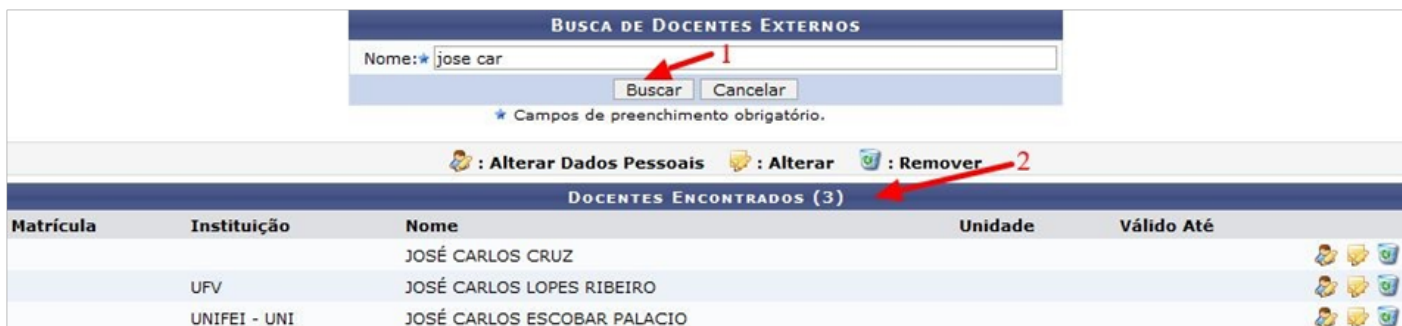 BUSCA DE DOCENTES EXTERNOS
Nome:★ jose car
1
Buscar Cancelar
★ Campos de preenchimento obrigatório.
: Alterar Dados Pessoais : Alterar : Remover
2
DOCENTES ENCONTRADOS (3)
Matrícula Instituição Nome Unidade Válido Até
JOSÉ CARLOS CRUZ
UFV JOSÉ CARLOS LOPES RIBEIRO
UNIFEI - UNI JOSÉ CARLOS ESCOBAR PALACIO